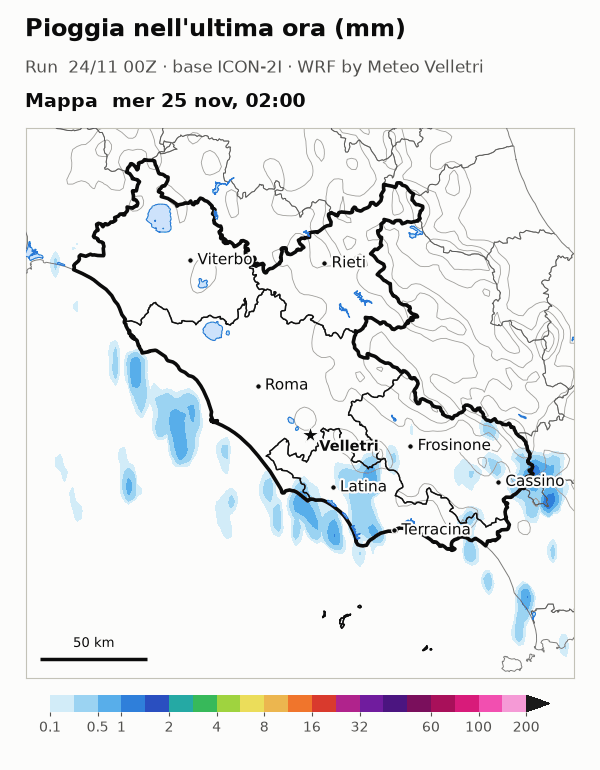 Pioggia nell'ultima ora (mm)
Run  24/11 00Z · base ICON-2I · WRF by Meteo Velletri
Mappa  mer 25 nov, 02:00
Viterbo
Rieti
Roma
Velletri
Frosinone
Latina
Cassino
Terracina
50 km
0.1 0.5 1 2 4 8 16 32 60 100 200